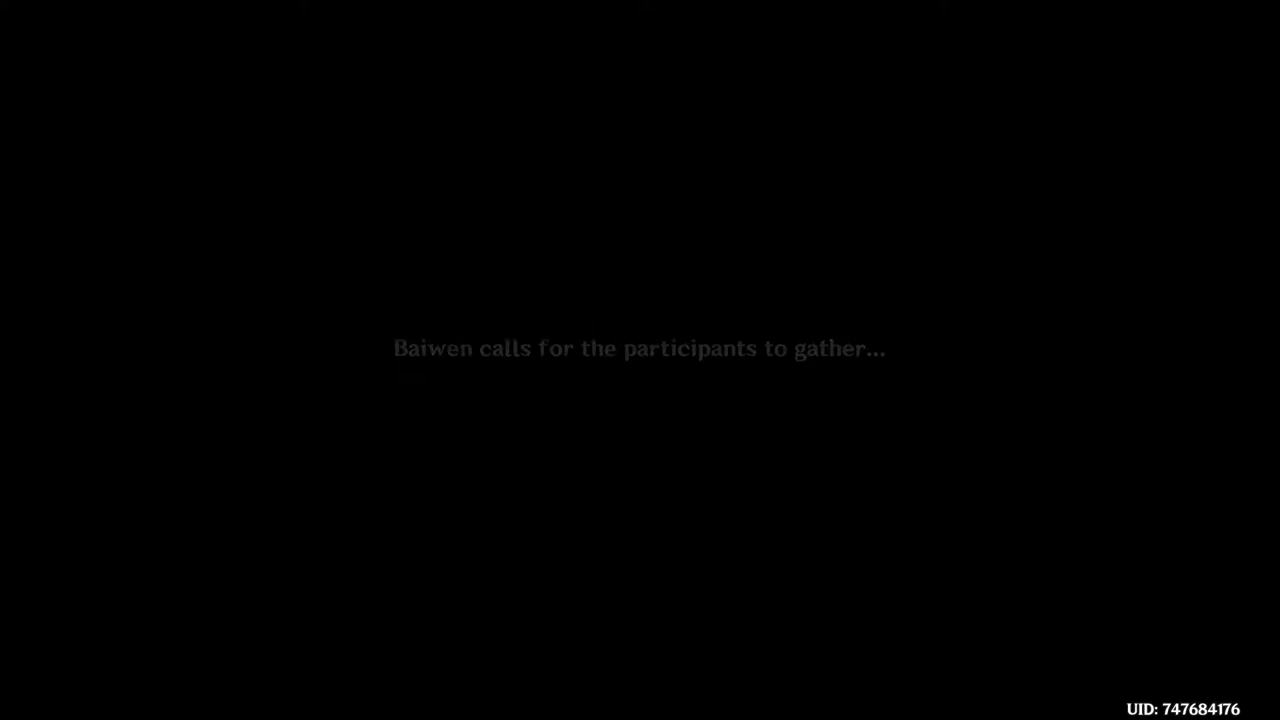 Baiwen calls for the participants to gather...
UID: 747684176